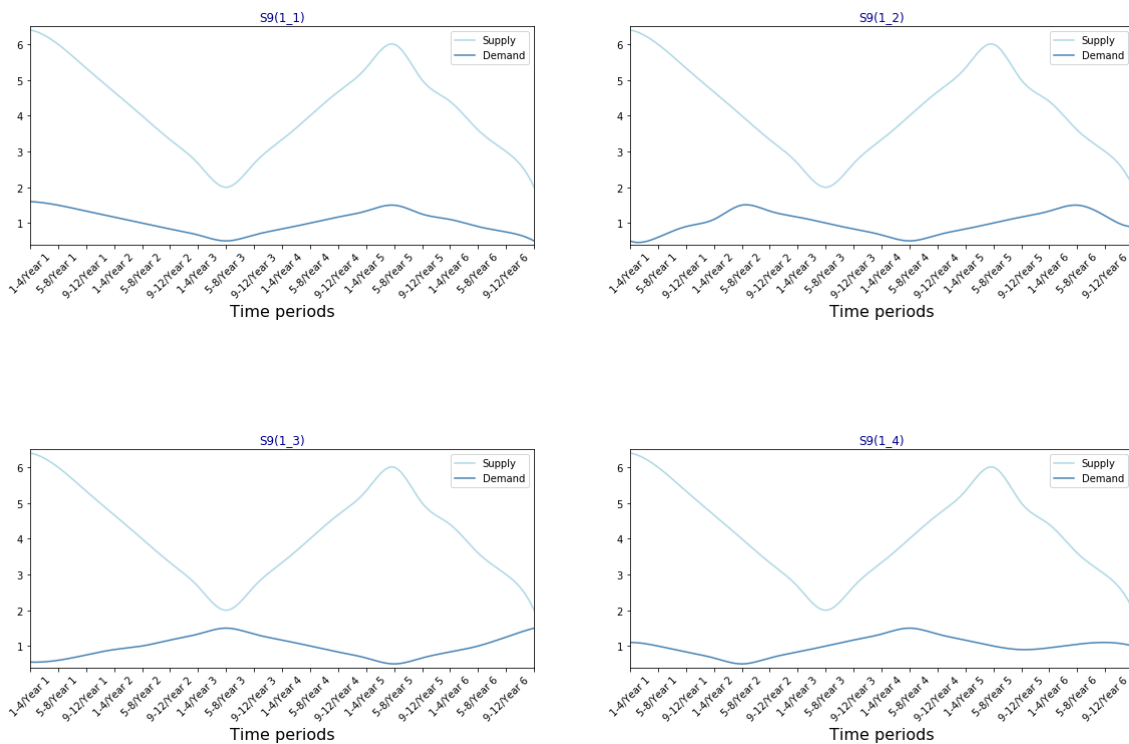 S9(1_1)
Supply
Demand
6
5
4
3
2
1
1-4/Year 1
5-8/Year 1
9-12/Year 1
1-4/Year 2
5-8/Year 2
9-12/Year 2
1-4/Year 3
5-8/Year 3
9-12/Year 3
1-4/Year 4
5-8/Year 4
9-12/Year 4
1-4/Year 5
5-8/Year 5
9-12/Year 5
1-4/Year 6
5-8/Year 6
9-12/Year 6
Time periods
S9(1_2)
Supply
Demand
6
5
4
3
2
1
1-4/Year 1
5-8/Year 1
9-12/Year 1
1-4/Year 2
5-8/Year 2
9-12/Year 2
1-4/Year 3
5-8/Year 3
9-12/Year 3
1-4/Year 4
5-8/Year 4
9-12/Year 4
1-4/Year 5
5-8/Year 5
9-12/Year 5
1-4/Year 6
5-8/Year 6
9-12/Year 6
Time periods
S9(1_3)
Supply
Demand
6
5
4
3
2
1
1-4/Year 1
5-8/Year 1
9-12/Year 1
1-4/Year 2
5-8/Year 2
9-12/Year 2
1-4/Year 3
5-8/Year 3
9-12/Year 3
1-4/Year 4
5-8/Year 4
9-12/Year 4
1-4/Year 5
5-8/Year 5
9-12/Year 5
1-4/Year 6
5-8/Year 6
9-12/Year 6
Time periods
S9(1_4)
Supply
Demand
6
5
4
3
2
1
1-4/Year 1
5-8/Year 1
9-12/Year 1
1-4/Year 2
5-8/Year 2
9-12/Year 2
1-4/Year 3
5-8/Year 3
9-12/Year 3
1-4/Year 4
5-8/Year 4
9-12/Year 4
1-4/Year 5
5-8/Year 5
9-12/Year 5
1-4/Year 6
5-8/Year 6
9-12/Year 6
Time periods